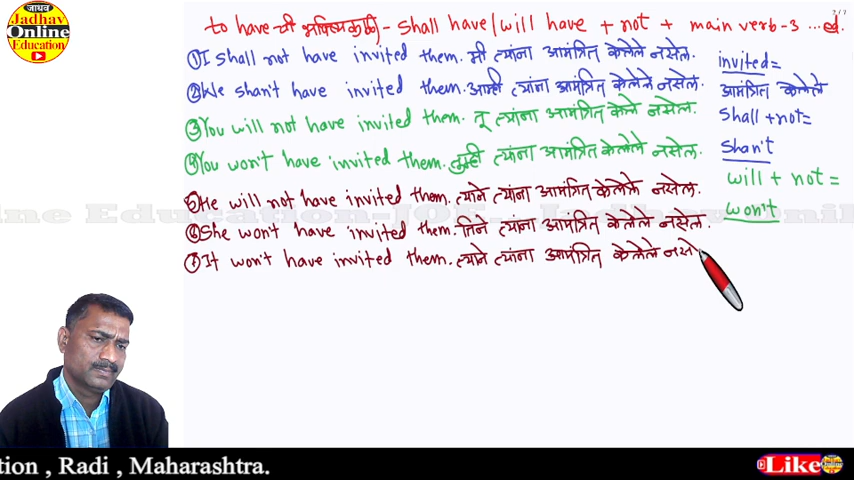 जाधव
Jadhav
Online
Education
to have ची भविष्यकाळी - Shall have / will have + not + main verb-3 ...ed.
① I shall not have invited them. मी त्यांना आमंत्रित केलेले नसेल.
② We shan't have invited them. आम्ही त्यांना आमंत्रित केलेले नसेल.
③ You will not have invited them. तू त्यांना आमंत्रित केले नसेल.
④ You won't have invited them. तुम्ही त्यांना आमंत्रित केलेले नसेल.
⑤ He will not have invited them. त्याने त्यांना आमंत्रित केलेले नसेल.
⑥ She won't have invited them. तिने त्यांना आमंत्रित केलेले नसेल.
⑦ It won't have invited them. त्याने त्यांना आमंत्रित केलेले नसे
invited =
आमंत्रित केलेले
Shall + not =
Shan't
will + not =
won't
tion , Radi , Maharashtra.
Like